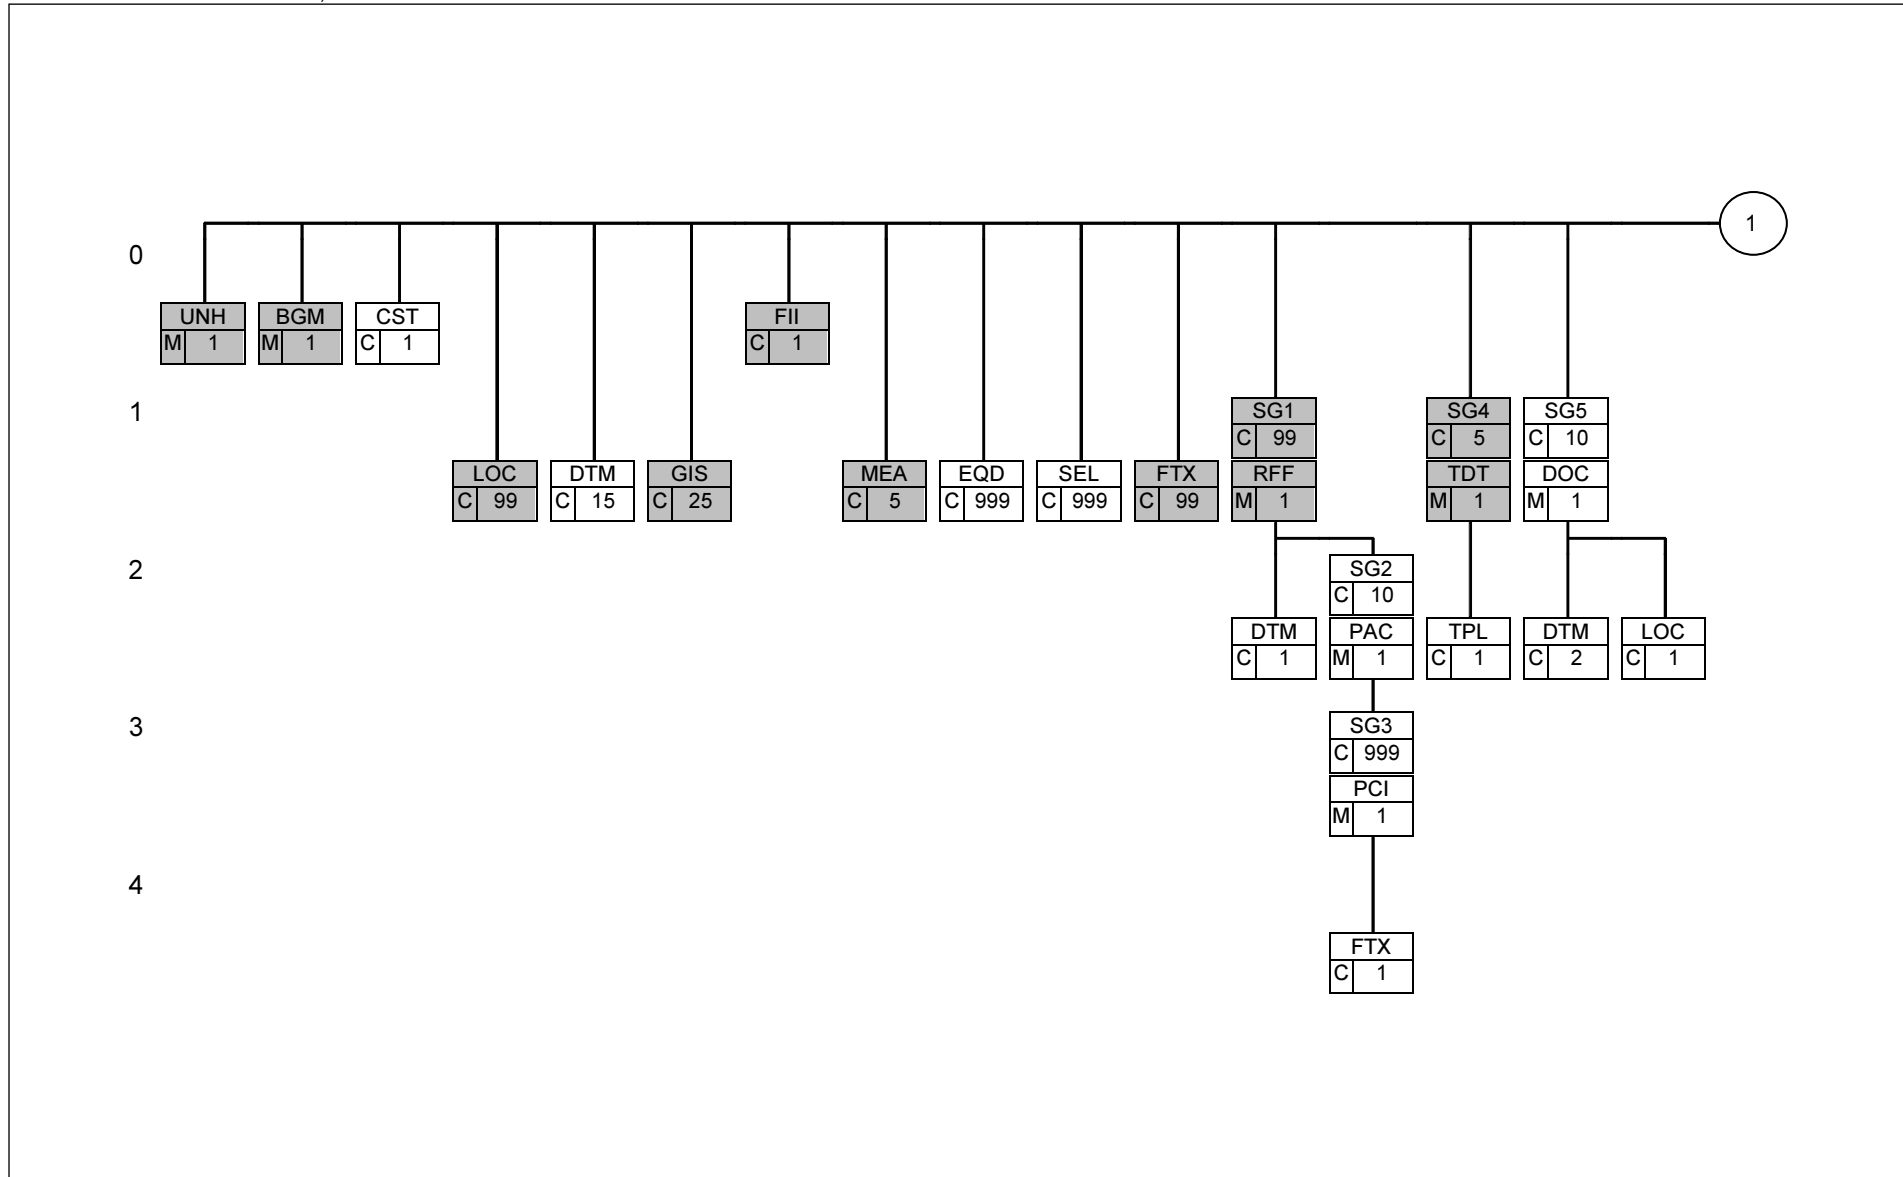 1
0
UNH BGM CST FII
M 1 M 1 C 1 C 1
1
SG1 SG4 SG5
C 99 C 5 C 10
LOC DTM GIS MEA EQD SEL FTX RFF TDT DOC
C 99 C 15 C 25 C 5 C 999 C 999 C 99 M 1 M 1 M 1
2
SG2
C 10
DTM PAC TPL DTM LOC
C 1 M 1 C 1 C 2 C 1
3
SG3
C 999
PCI
M 1
4
FTX
C 1